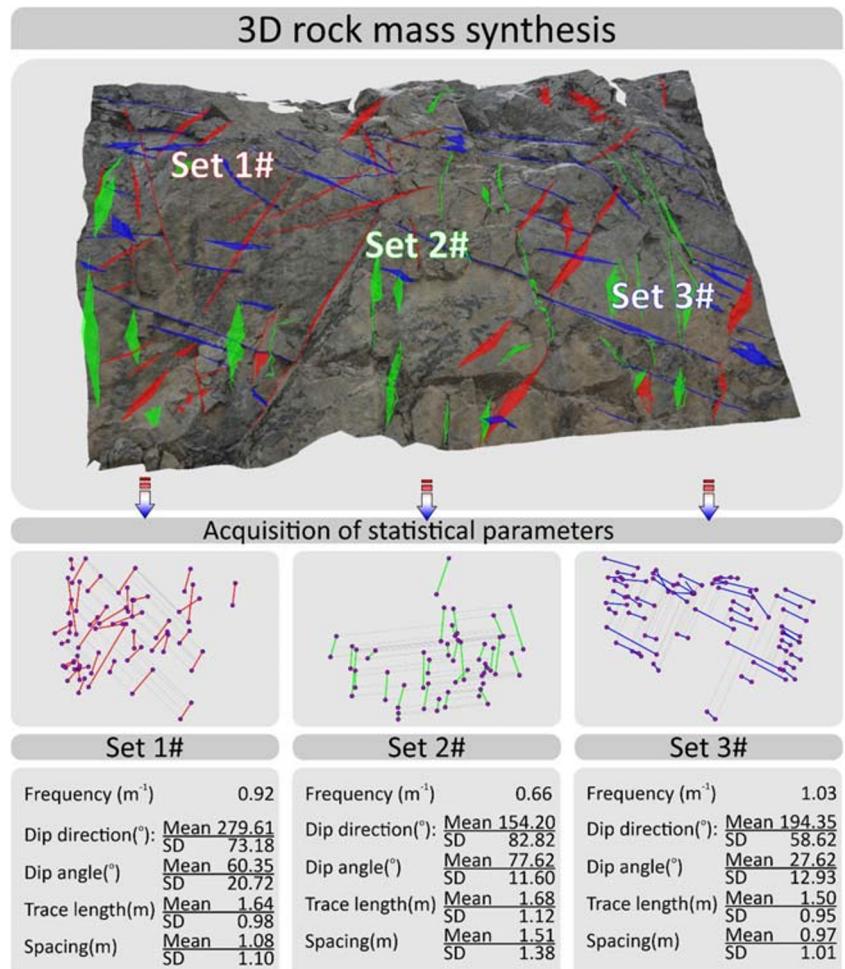 3D rock mass synthesis
Set 1#
Set 2#
Set 3#
Acquisition of statistical parameters
Set 1#
Frequency (m⁻¹) 0.92
Dip direction(°): Mean 279.61
SD 73.18
Dip angle(°) Mean 60.35
SD 20.72
Trace length(m) Mean 1.64
SD 0.98
Spacing(m) Mean 1.08
SD 1.10
Set 2#
Frequency (m⁻¹) 0.66
Dip direction(°): Mean 154.20
SD 82.82
Dip angle(°) Mean 77.62
SD 11.60
Trace length(m) Mean 1.68
SD 1.12
Spacing(m) Mean 1.51
SD 1.38
Set 3#
Frequency (m⁻¹) 1.03
Dip direction(°): Mean 194.35
SD 58.62
Dip angle(°) Mean 27.62
SD 12.93
Trace length(m) Mean 1.50
SD 0.95
Spacing(m) Mean 0.97
SD 1.01